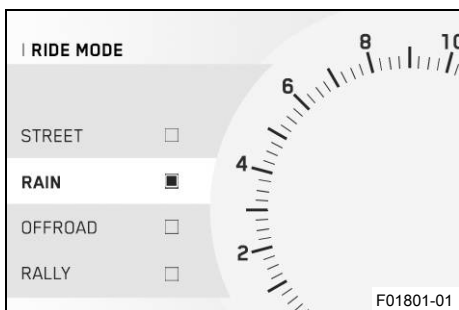 RIDE MODE
STREET
RAIN
OFFROAD
RALLY
2
4
6
8
10
F01801-01